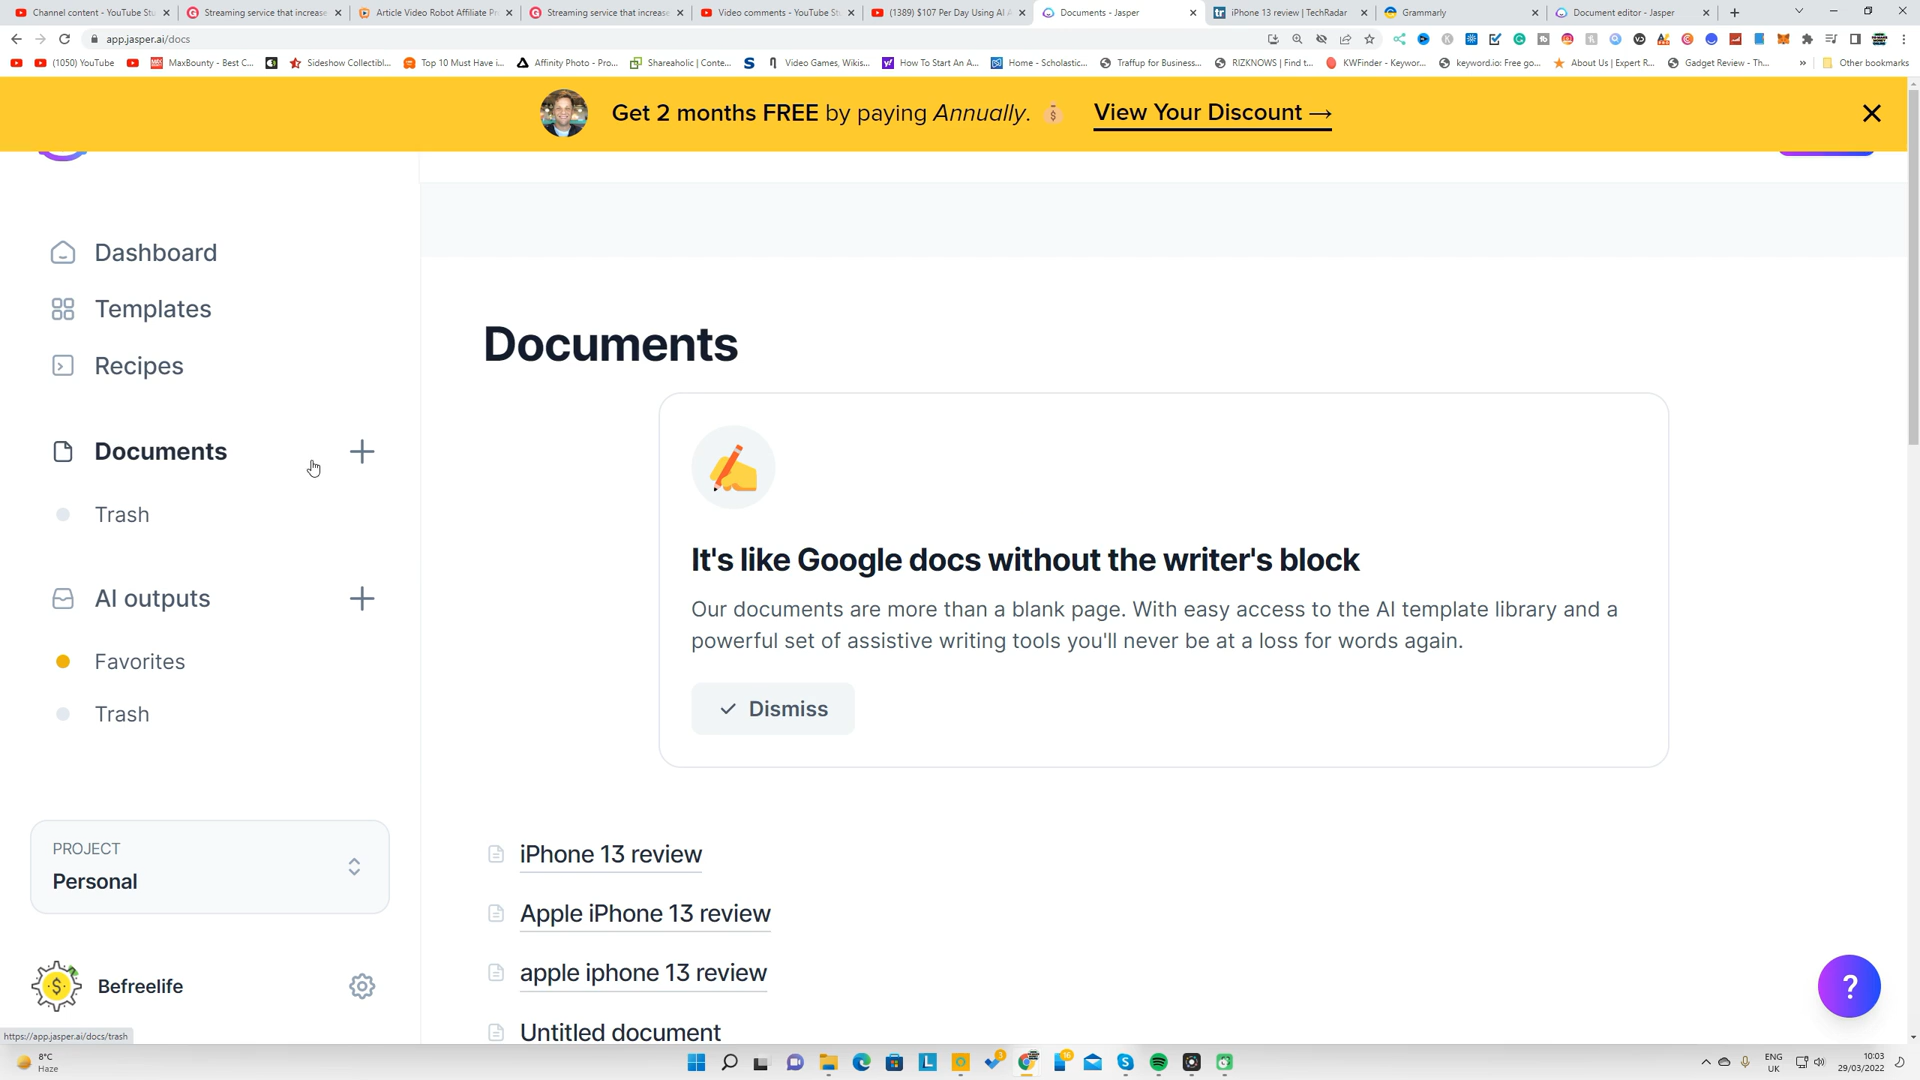 Channel content - YouTube Stu
Streaming service that increase
Article Video Robot Affiliate Pr
Streaming service that increase
Video comments - YouTube St
(1389) $107 Per Day Using AI A
Documents - Jasper
iPhone 13 review | TechRadar
Grammarly
Document editor - Jasper
app.jasper.ai/docs
(1050) YouTube
MaxBounty - Best C...
Sideshow Collectibl...
Top 10 Must Have i...
Affinity Photo - Pro...
Shareaholic | Conte...
Video Games, Wikis...
How To Start An A...
Home - Scholastic...
Traffup for Business...
RIZKNOWS | Find t...
KWFinder - Keywor...
keyword.io: Free goo...
About Us | Expert R...
Gadget Review - Th...
Other bookmarks
Get 2 months FREE by paying Annually. View Your Discount →
Dashboard
Templates
Recipes
Documents
Trash
AI outputs
Favorites
Trash
PROJECT
Personal
Befreelife
Documents
It's like Google docs without the writer's block
Our documents are more than a blank page. With easy access to the AI template library and a
powerful set of assistive writing tools you'll never be at a loss for words again.
Dismiss
iPhone 13 review
Apple iPhone 13 review
apple iphone 13 review
Untitled document
?
https://app.jasper.ai/docs/trash
8°C
Haze
ENG
UK
10:03
29/03/2022